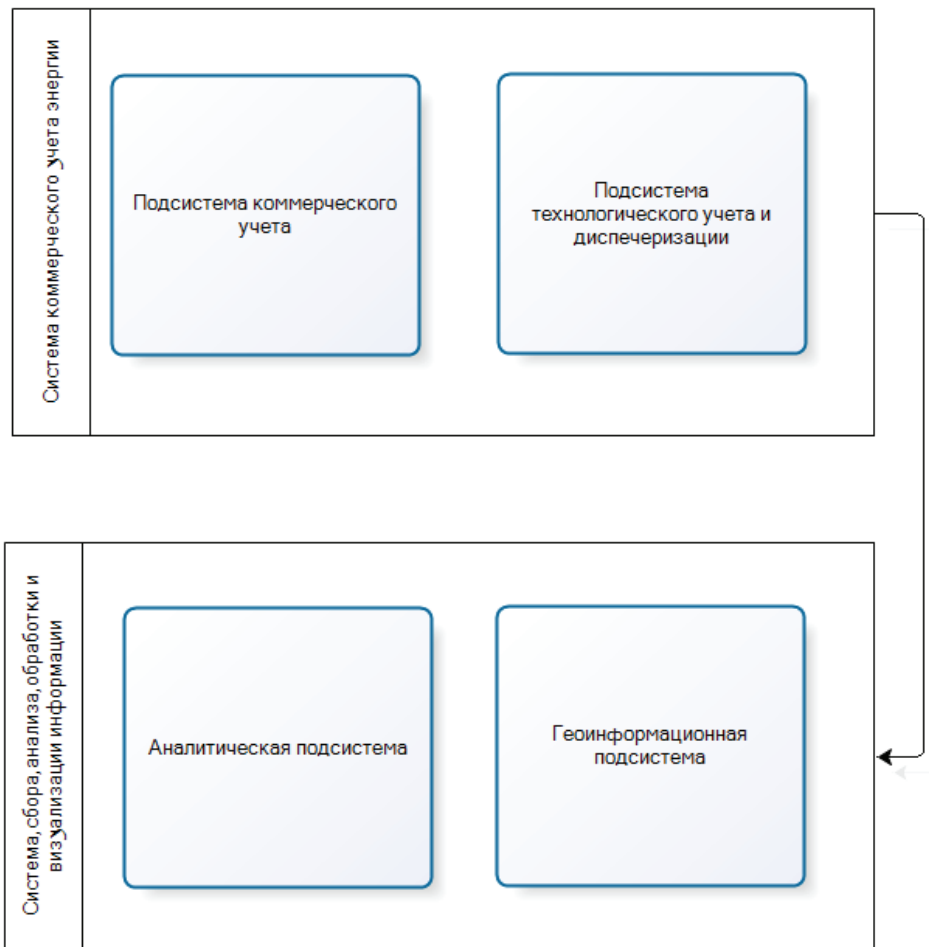 Система коммерческого учета энергии
Подсистема коммерческого
учета
Подсистема
технологического учета и
диспечеризации
Система, сбора, анализа, обработки и
визуализации информации
Аналитическая подсистема
Геоинформационная
подсистема